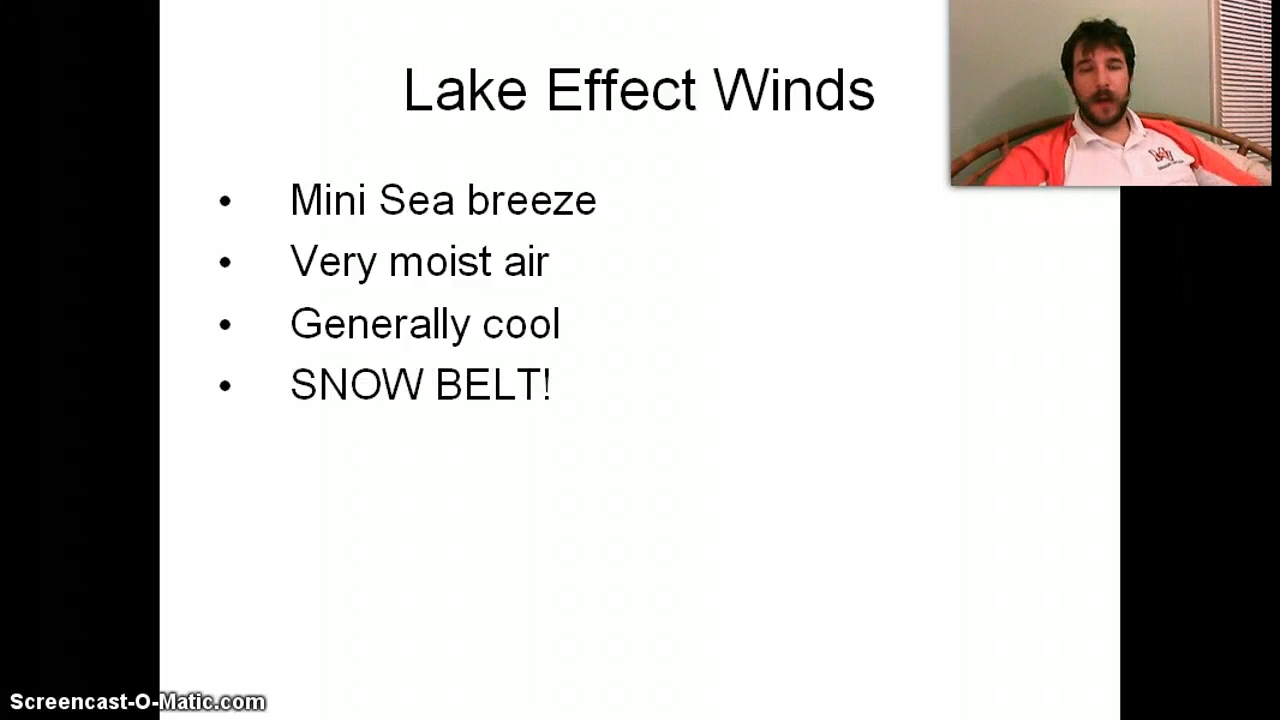 Lake Effect Winds
• Mini Sea breeze
• Very moist air
• Generally cool
• SNOW BELT!
Screencast-O-Matic.com